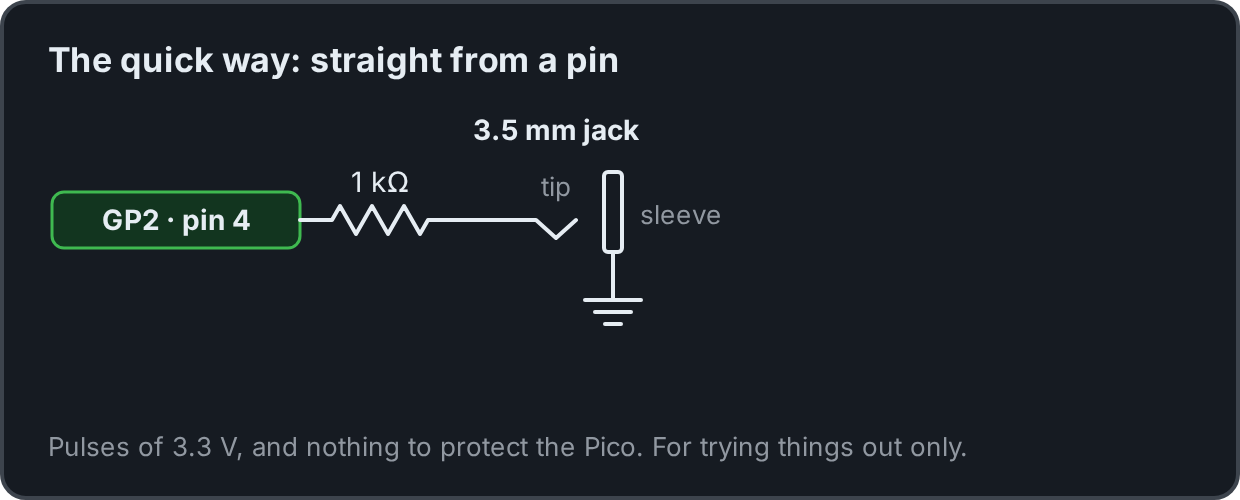 The quick way: straight from a pin
3.5 mm jack
1 kΩ
tip
GP2 · pin 4
sleeve
Pulses of 3.3 V, and nothing to protect the Pico. For trying things out only.